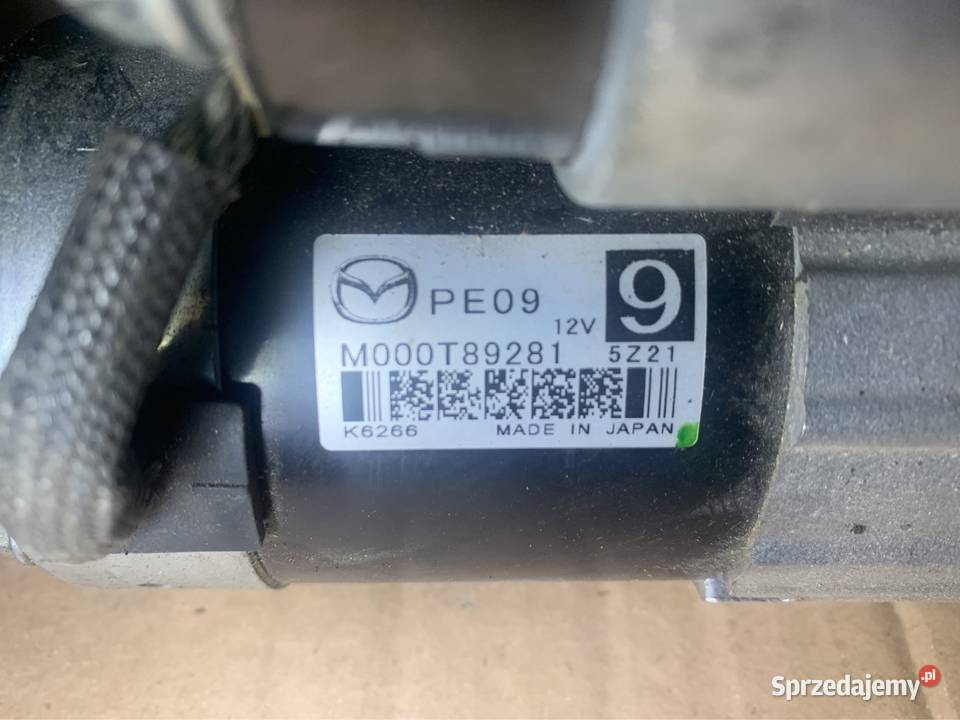 PE09
9
12V
M000T89281 5Z21
K6266 MADE IN JAPAN
Sprzedajemy.pl